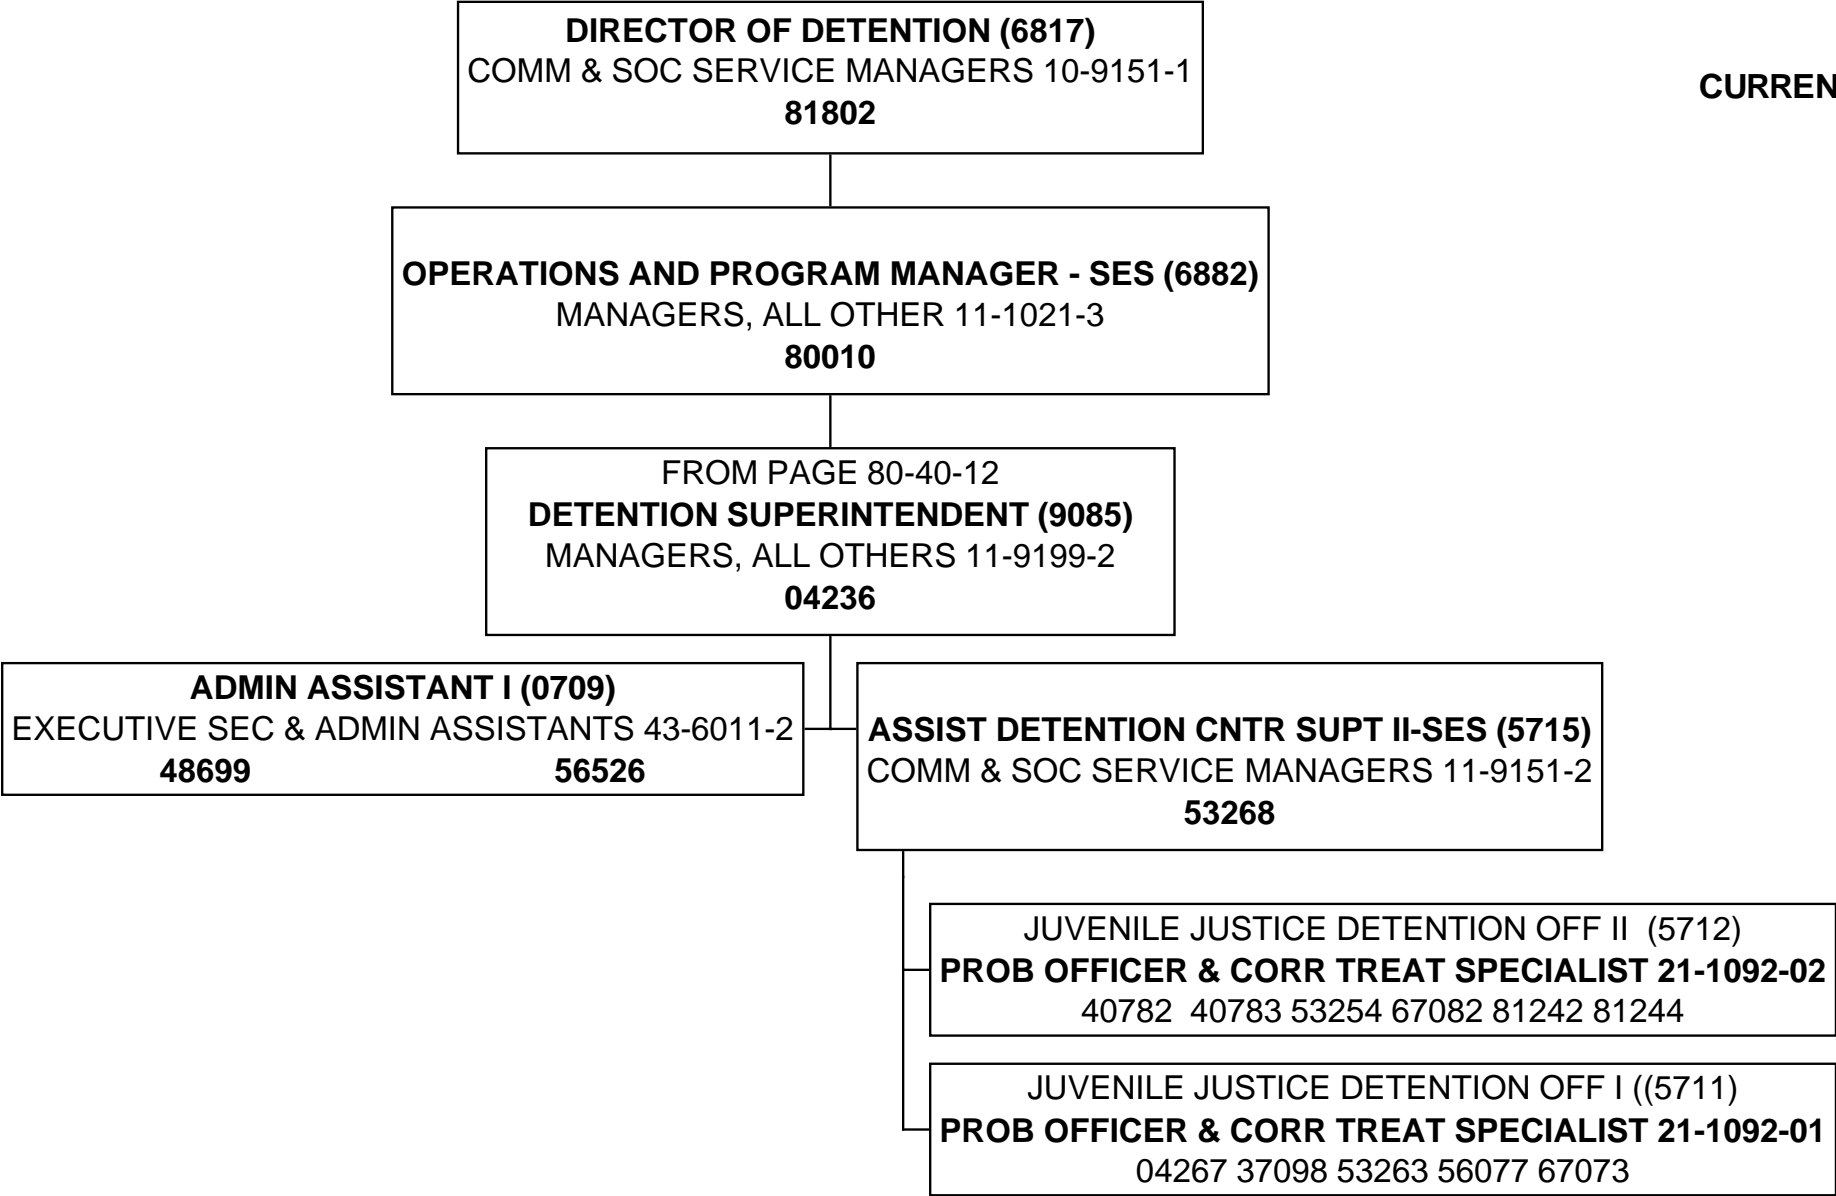 DIRECTOR OF DETENTION (6817)
COMM & SOC SERVICE MANAGERS 10-9151-1
81802
CURREN
OPERATIONS AND PROGRAM MANAGER - SES (6882)
MANAGERS, ALL OTHER 11-1021-3
80010
FROM PAGE 80-40-12
DETENTION SUPERINTENDENT (9085)
MANAGERS, ALL OTHERS 11-9199-2
04236
ADMIN ASSISTANT I (0709)
EXECUTIVE SEC & ADMIN ASSISTANTS 43-6011-2
48699 56526
ASSIST DETENTION CNTR SUPT II-SES (5715)
COMM & SOC SERVICE MANAGERS 11-9151-2
53268
JUVENILE JUSTICE DETENTION OFF II (5712)
PROB OFFICER & CORR TREAT SPECIALIST 21-1092-02
40782 40783 53254 67082 81242 81244
JUVENILE JUSTICE DETENTION OFF I ((5711)
PROB OFFICER & CORR TREAT SPECIALIST 21-1092-01
04267 37098 53263 56077 67073